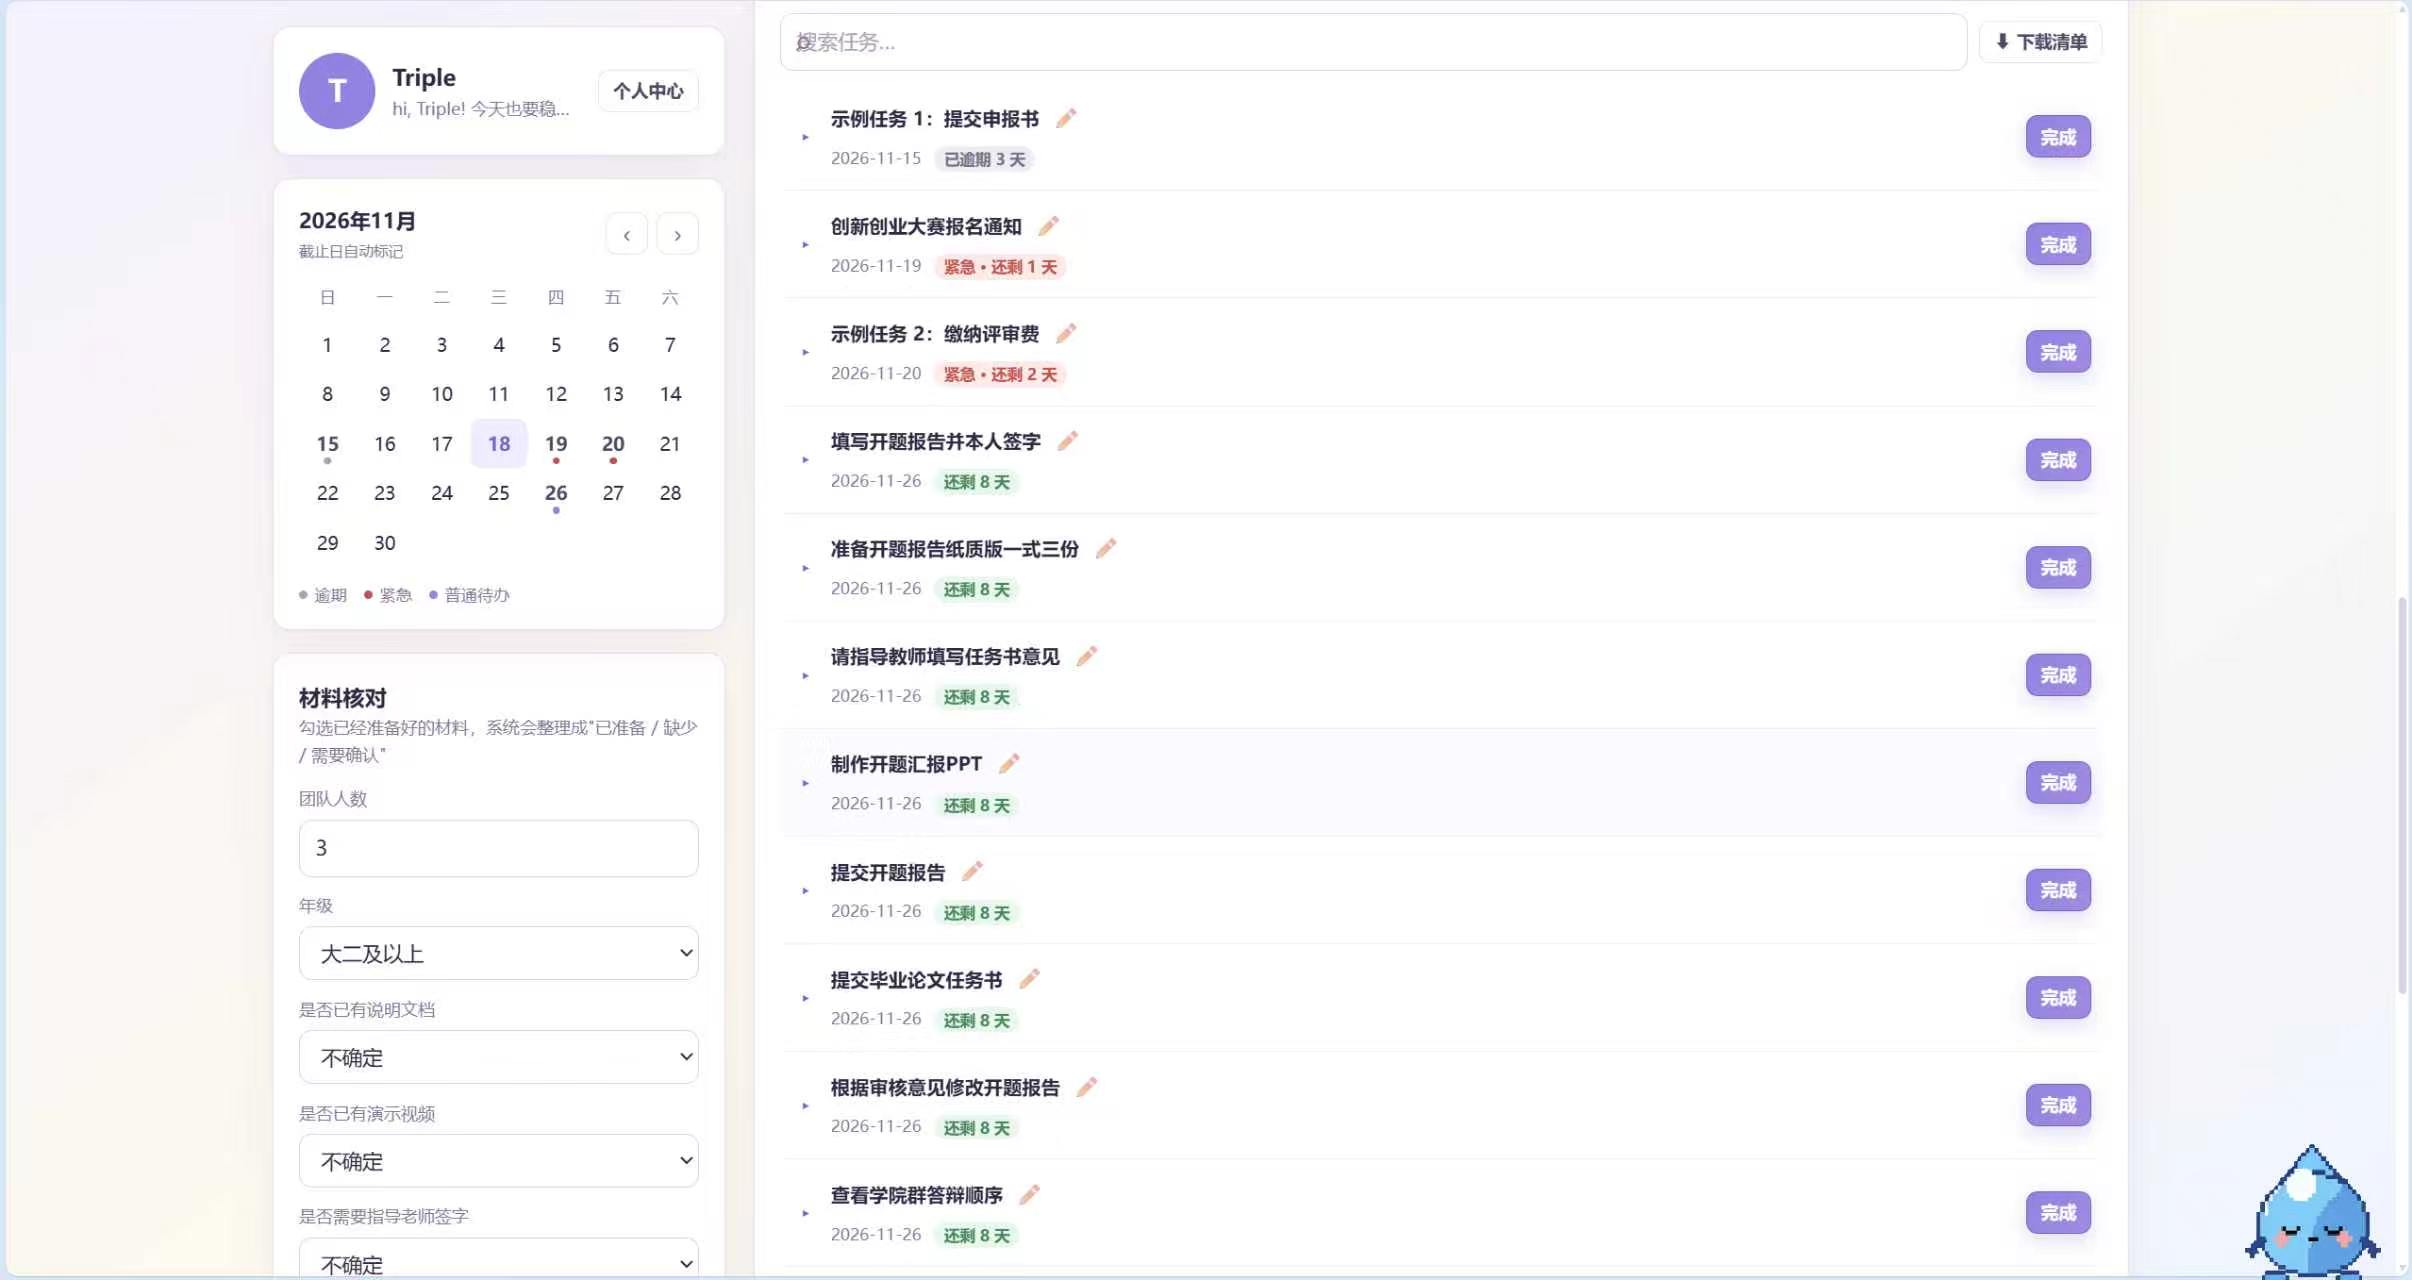 T
Triple
hi, Triple! 今天也要稳...
个人中心
2026年11月
截止日自动标记
‹ ›
日 一 二 三 四 五 六
1 2 3 4 5 6 7
8 9 10 11 12 13 14
15 16 17 18 19 20 21
22 23 24 25 26 27 28
29 30
逾期 紧急 普通待办
材料核对
勾选已经准备好的材料，系统会整理成"已准备 / 缺少
/ 需要确认"
团队人数
3
年级
大二及以上
是否已有说明文档
不确定
是否已有演示视频
不确定
是否需要指导老师签字
不确定
搜索任务...
⬇ 下载清单
示例任务 1：提交申报书
2026-11-15 已逾期 3 天
完成
创新创业大赛报名通知
2026-11-19 紧急 • 还剩 1 天
完成
示例任务 2：缴纳评审费
2026-11-20 紧急 • 还剩 2 天
完成
填写开题报告并本人签字
2026-11-26 还剩 8 天
完成
准备开题报告纸质版一式三份
2026-11-26 还剩 8 天
完成
请指导教师填写任务书意见
2026-11-26 还剩 8 天
完成
制作开题汇报PPT
2026-11-26 还剩 8 天
完成
提交开题报告
2026-11-26 还剩 8 天
完成
提交毕业论文任务书
2026-11-26 还剩 8 天
完成
根据审核意见修改开题报告
2026-11-26 还剩 8 天
完成
查看学院群答辩顺序
2026-11-26 还剩 8 天
完成